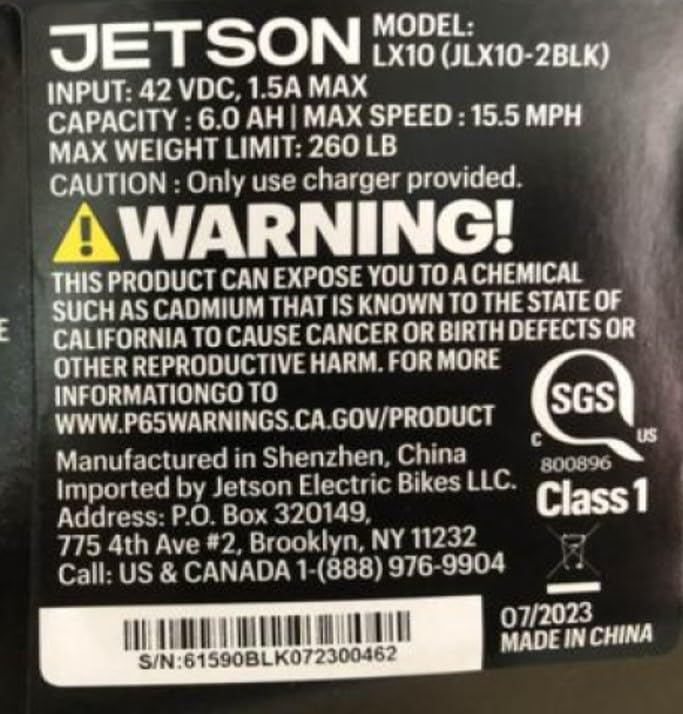 JETSON
MODEL:
LX10 (JLX10-2BLK)
INPUT: 42 VDC, 1.5A MAX
CAPACITY : 6.0 AH | MAX SPEED : 15.5 MPH
MAX WEIGHT LIMIT: 260 LB
CAUTION : Only use charger provided.
WARNING!
THIS PRODUCT CAN EXPOSE YOU TO A CHEMICAL
SUCH AS CADMIUM THAT IS KNOWN TO THE STATE OF
CALIFORNIA TO CAUSE CANCER OR BIRTH DEFECTS OR
OTHER REPRODUCTIVE HARM. FOR MORE
INFORMATIONGO TO
WWW.P65WARNINGS.CA.GOV/PRODUCT
SGS
C US
800896
Class 1
Manufactured in Shenzhen, China
Imported by Jetson Electric Bikes LLC.
Address: P.O. Box 320149,
775 4th Ave #2, Brooklyn, NY 11232
Call: US & CANADA 1-(888) 976-9904
S/N:61590BLK072300462
07/2023
MADE IN CHINA